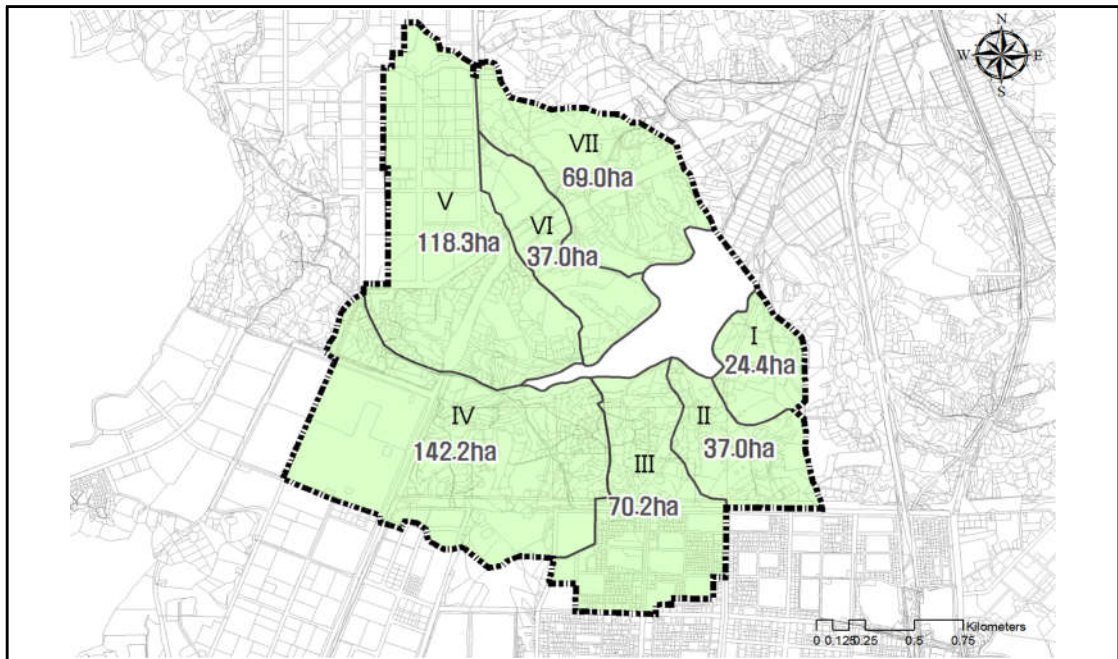 N
W E
S
VII
69.0ha
V
118.3ha
VI
37.0ha
I
24.4ha
IV
142.2ha
II
37.0ha
III
70.2ha
Kilometers
0 0.125 0.25 0.5 0.75